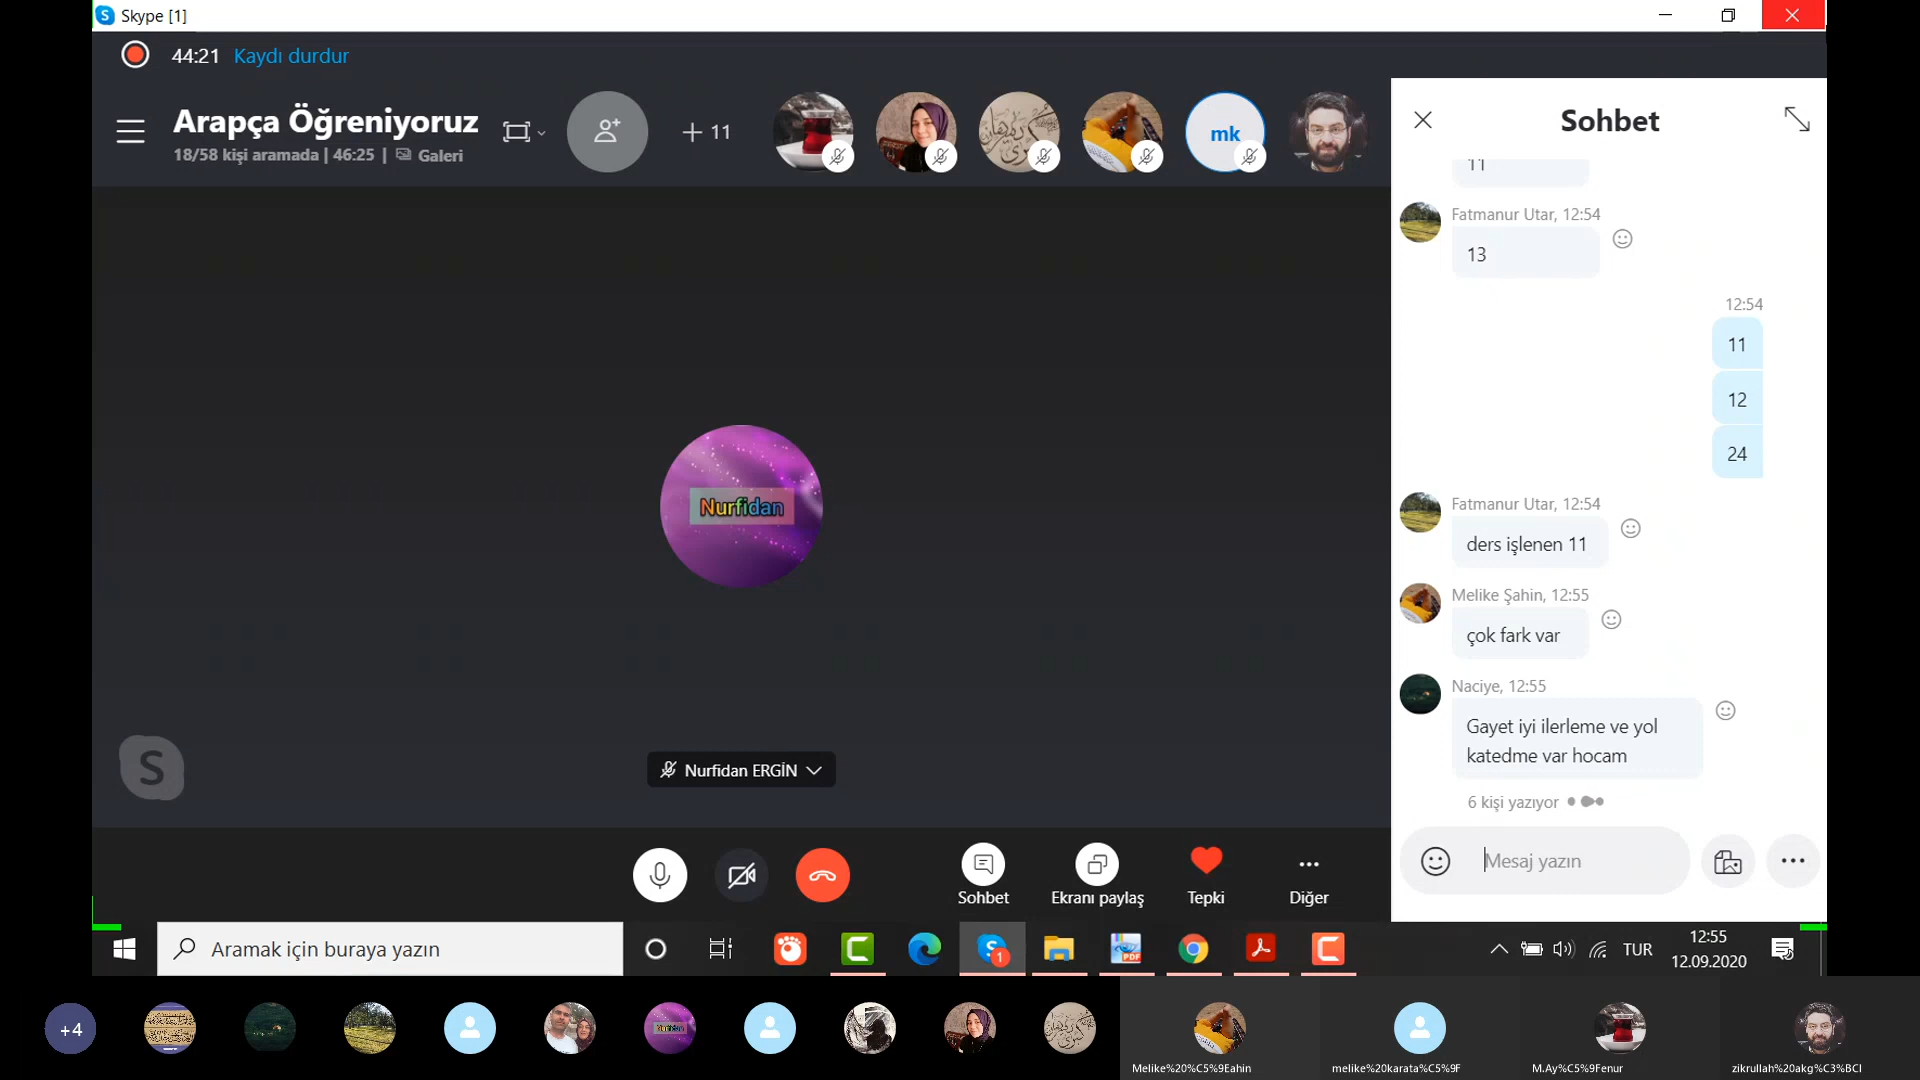 Skype [1]
44:21 Kaydı durdur
Arapça Öğreniyoruz
18/58 kişi aramada | 46:25 | Galeri
+ 11
mk
Sohbet
11
Fatmanur Utar, 12:54
13
12:54
11
12
24
Fatmanur Utar, 12:54
ders işlenen 11
Melike Şahin, 12:55
çok fark var
Naciye, 12:55
Gayet iyi ilerleme ve yol
katedme var hocam
6 kişi yazıyor
Mesaj yazın
Nurfidan
Nurfidan ERGİN
Sohbet
Ekranı paylaş
Tepki
Diğer
Aramak için buraya yazın
1
PDF
TUR
12:55
12.09.2020
+4
Melike%20%C5%9Eahin
melike%20karata%C5%9F
M.Ay%C5%9Fenur
zikrullah%20akg%C3%BCl